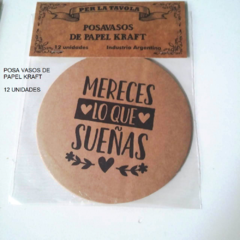 PER LA TAVOLA
POSAVASOS
DE PAPEL KRAFT
12 unidades Industria Argentina
POSA VASOS DE
PAPEL KRAFT
12 UNIDADES
MERECES
LO QUE
SUEÑAS